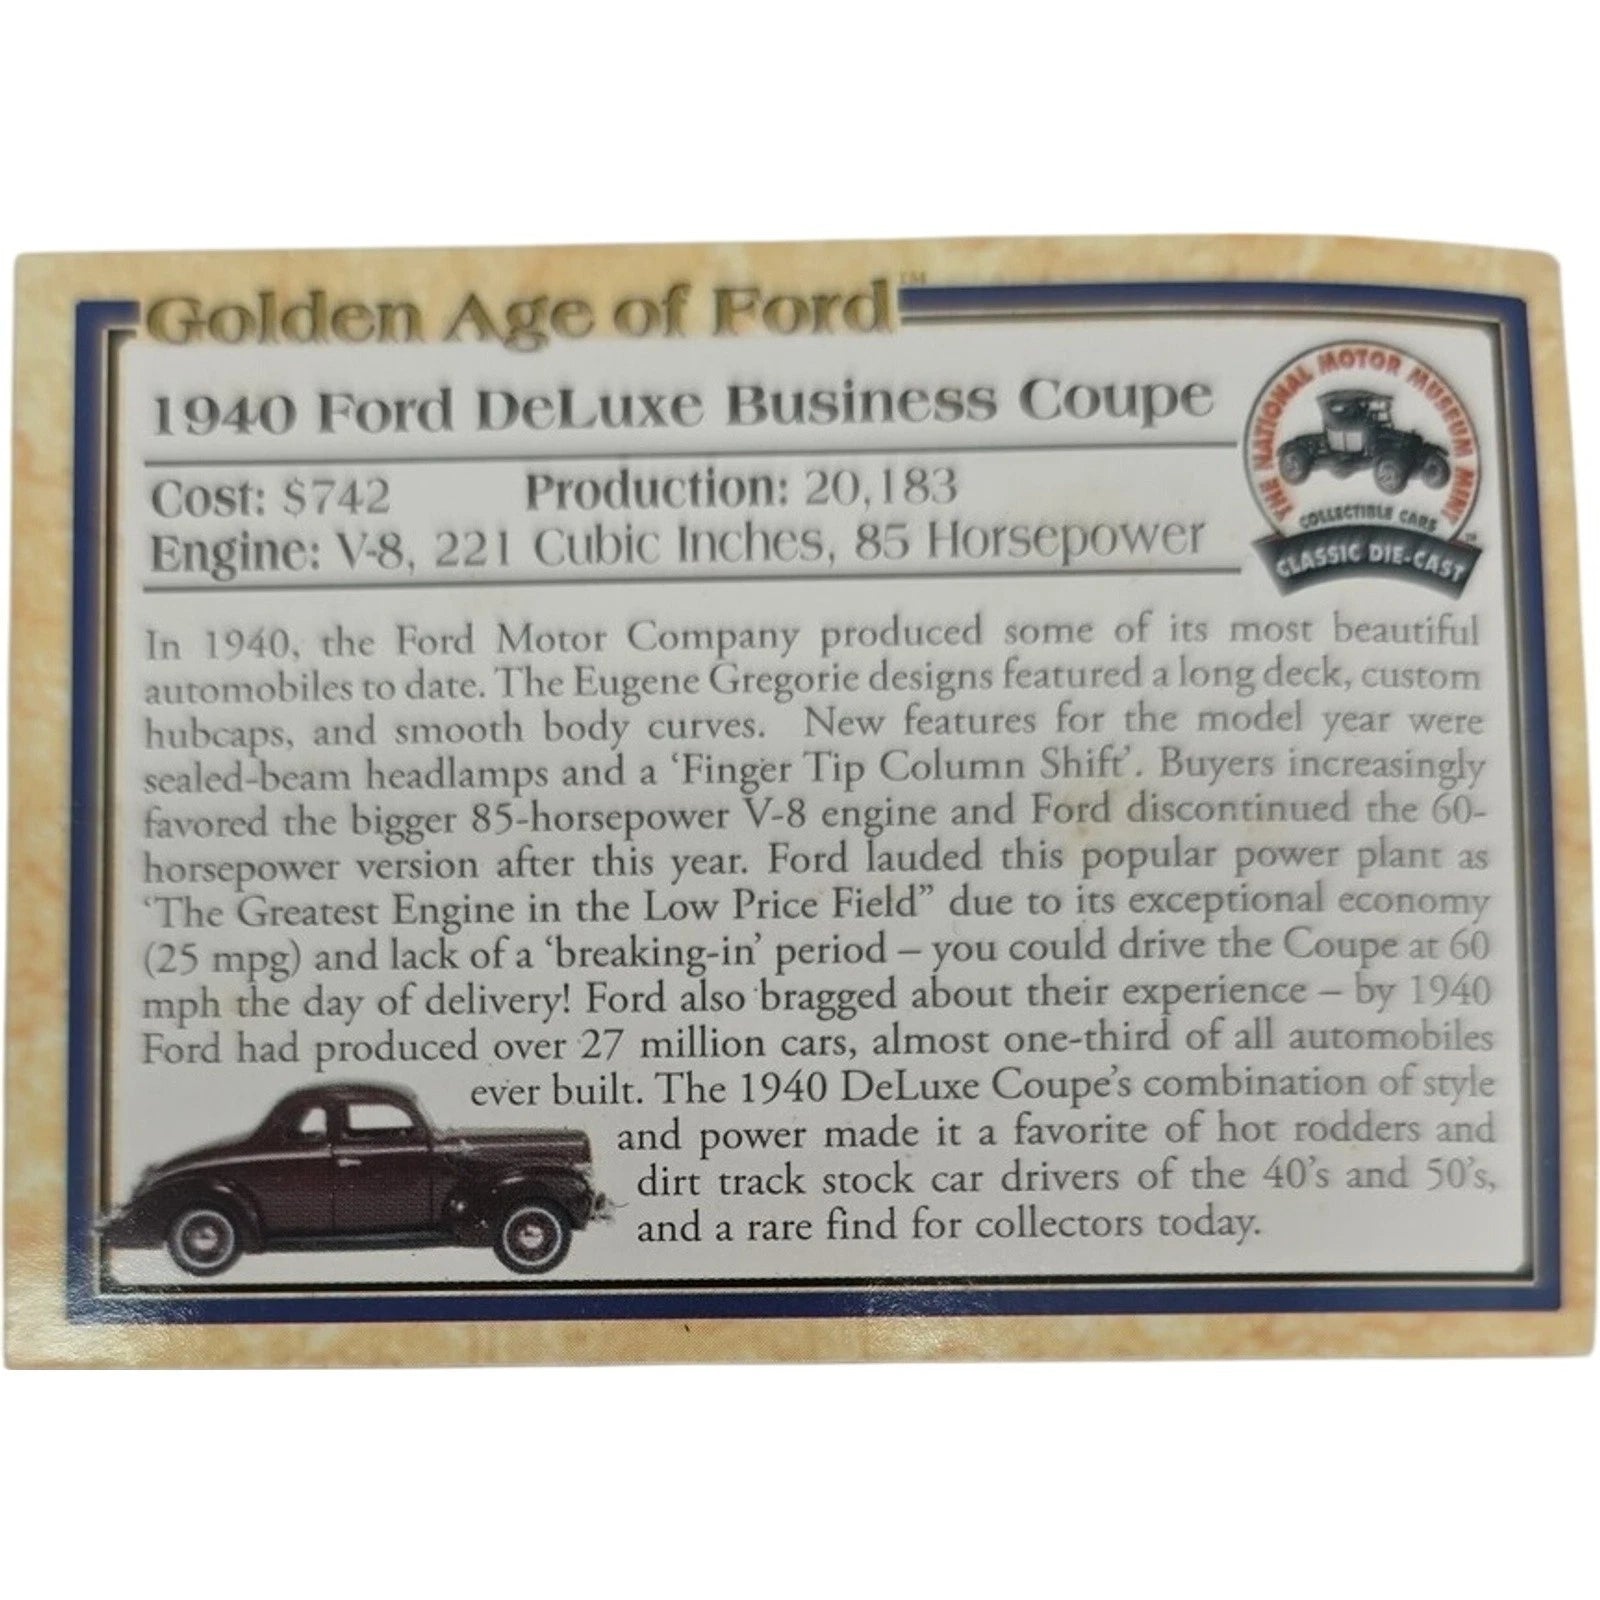 Golden Age of Ford™
1940 Ford DeLuxe Business Coupe
Cost: $742 Production: 20,183
Engine: V-8, 221 Cubic Inches, 85 Horsepower
THE NATIONAL MOTOR MUSEUM MINT
COLLECTIBLE CARS™
CLASSIC DIE-CAST
In 1940, the Ford Motor Company produced some of its most beautiful
automobiles to date. The Eugene Gregorie designs featured a long deck, custom
hubcaps, and smooth body curves. New features for the model year were
sealed-beam headlamps and a ‘Finger Tip Column Shift’. Buyers increasingly
favored the bigger 85-horsepower V-8 engine and Ford discontinued the 60-
horsepower version after this year. Ford lauded this popular power plant as
‘The Greatest Engine in the Low Price Field” due to its exceptional economy
(25 mpg) and lack of a ‘breaking-in’ period – you could drive the Coupe at 60
mph the day of delivery! Ford also bragged about their experience – by 1940
Ford had produced over 27 million cars, almost one-third of all automobiles
ever built. The 1940 DeLuxe Coupe’s combination of style
and power made it a favorite of hot rodders and
dirt track stock car drivers of the 40’s and 50’s,
and a rare find for collectors today.